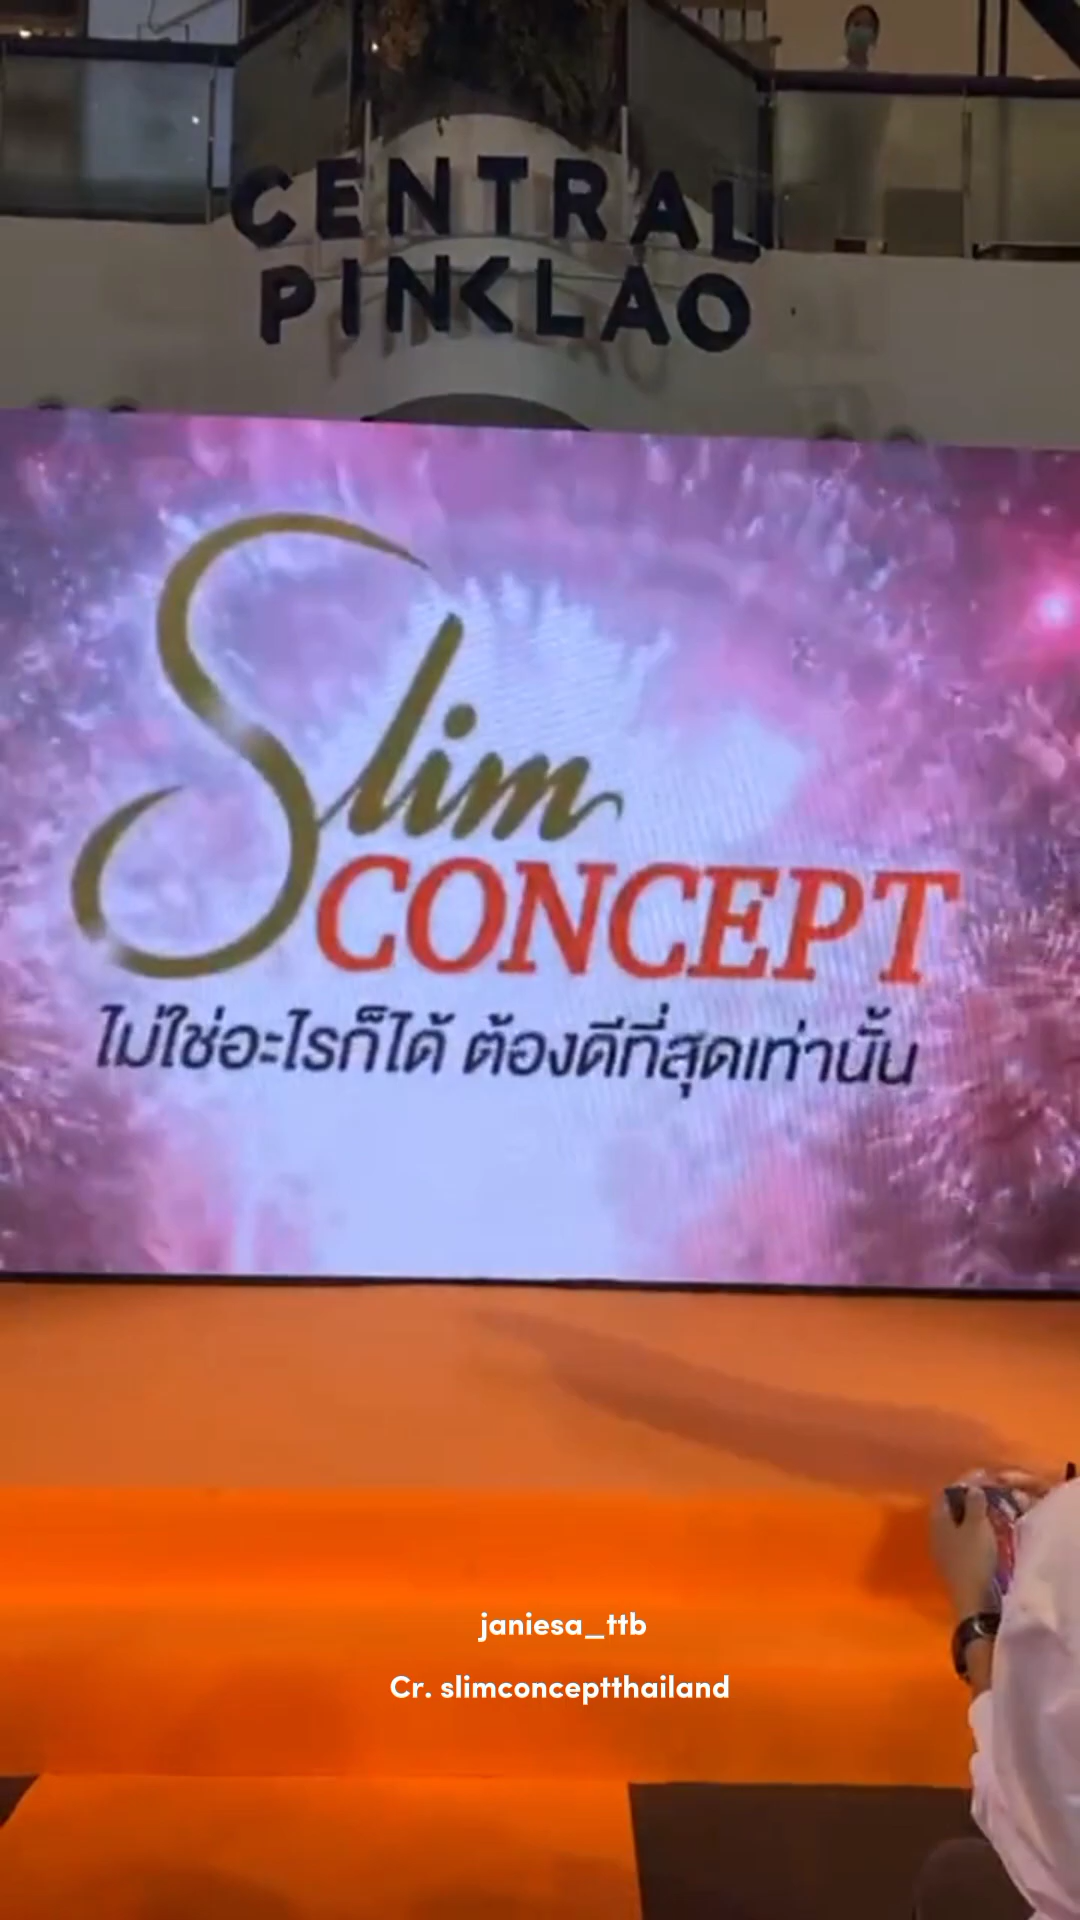 CENTRAL
PINKLAO
Slim
CONCEPT
ไม่ใช่อะไรก็ได้ ต้องดีที่สุดเท่านั้น
janiesa_ttb
Cr. slimconceptthailand